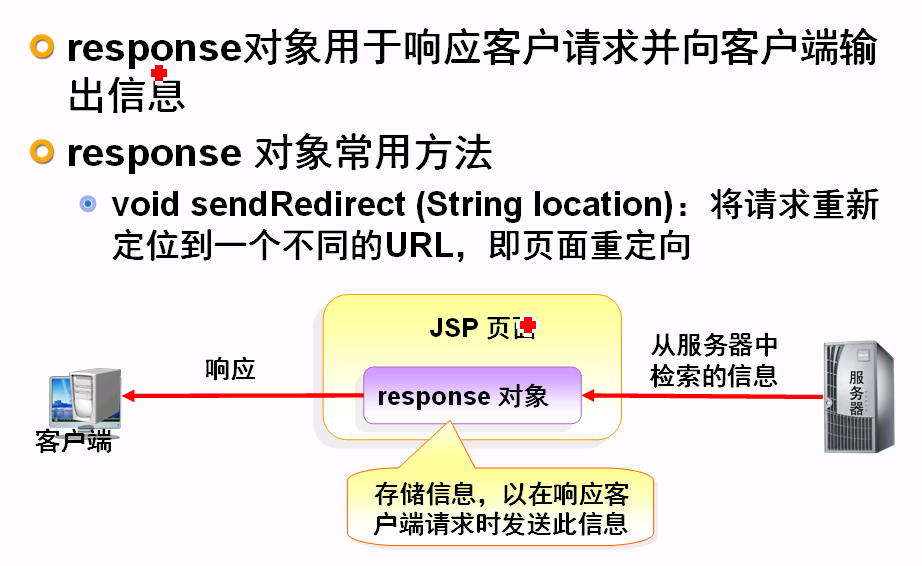 response对象用于响应客户请求并向客户端输
出信息
response 对象常用方法
void sendRedirect (String location)：将请求重新
定位到一个不同的URL，即页面重定向
JSP 页面
响应
从服务器中
检索的信息
response 对象
服
务
器
客户端
存储信息，以在响应客
户端请求时发送此信息